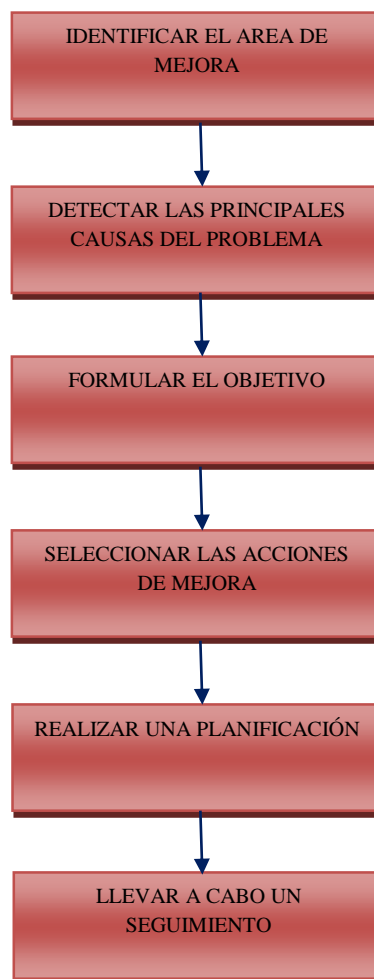 IDENTIFICAR EL AREA DE
MEJORA
DETECTAR LAS PRINCIPALES
CAUSAS DEL PROBLEMA
FORMULAR EL OBJETIVO
SELECCIONAR LAS ACCIONES
DE MEJORA
REALIZAR UNA PLANIFICACIÓN
LLEVAR A CABO UN
SEGUIMIENTO